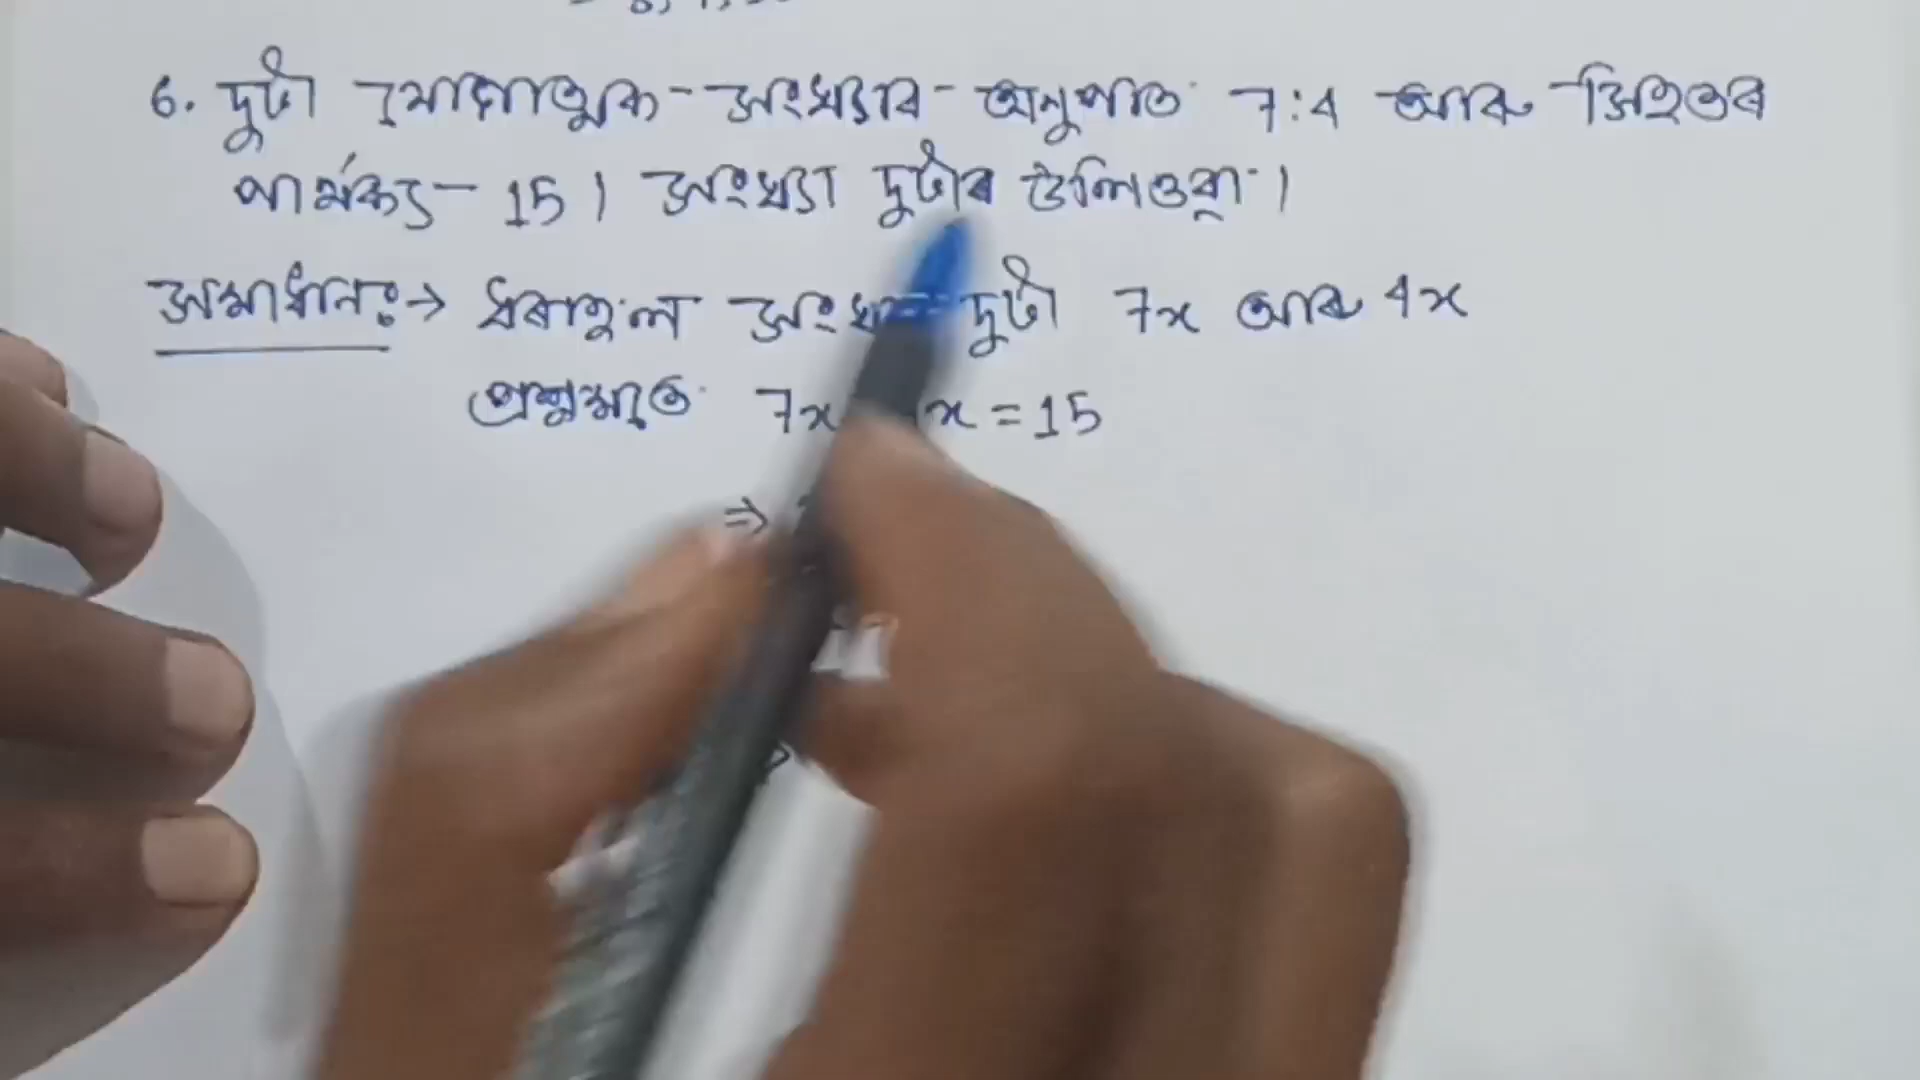 6. দুটা যোগাত্মক সংখ্যাৰ অনুপাত 7:4 আৰু সিহঁতৰ
পাৰ্থক্য 15। সংখ্যা দুটাৰ উলিওৱা।
সমাধানঃ→ ধৰাহ'ল সংখ্যা দুটা 7x আৰু 4x
প্ৰশ্নমতে 7x x = 15
⇒